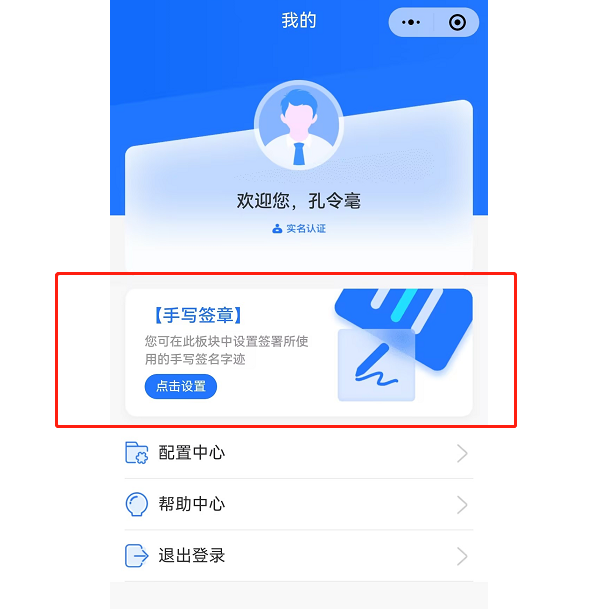 我的
欢迎您，孔令毫
实名认证
【手写签章】
您可在此板块中设置签署所使
用的手写签名字迹
点击设置
配置中心
帮助中心
退出登录